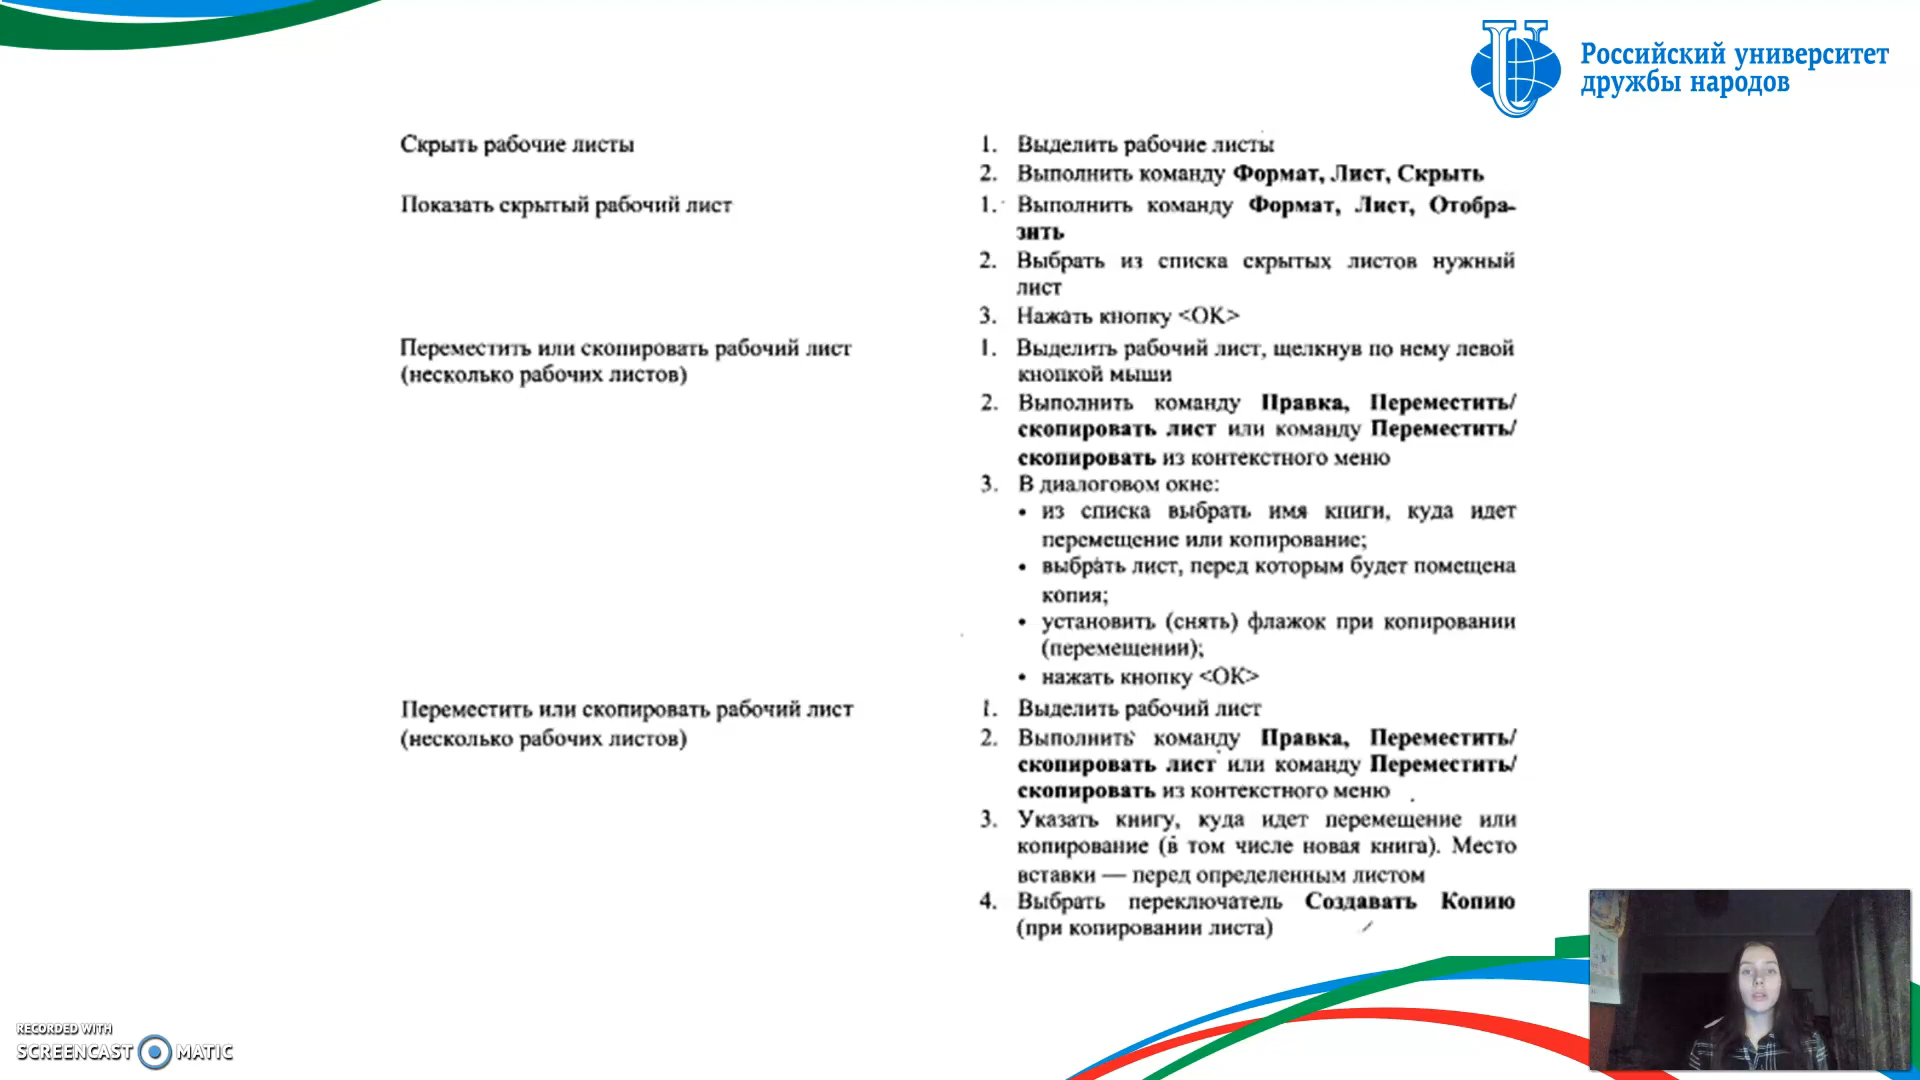 Российский университет
дружбы народов
Скрыть рабочие листы
1. Выделить рабочие листы
2. Выполнить команду Формат, Лист, Скрыть
Показать скрытый рабочий лист
1. Выполнить команду Формат, Лист, Отобра-
зить
2. Выбрать из списка скрытых листов нужный
лист
3. Нажать кнопку <ОК>
Переместить или скопировать рабочий лист
(несколько рабочих листов)
1. Выделить рабочий лист, щелкнув по нему левой
кнопкой мыши
2. Выполнить команду Правка, Переместить/
скопировать лист или команду Переместить/
скопировать из контекстного меню
3. В диалоговом окне:
• из списка выбрать имя книги, куда идет
перемещение или копирование;
• выбрать лист, перед которым будет помещена
копия;
• установить (снять) флажок при копировании
(перемещении);
• нажать кнопку <ОК>
Переместить или скопировать рабочий лист
(несколько рабочих листов)
1. Выделить рабочий лист
2. Выполнить команду Правка, Переместить/
скопировать лист или команду Переместить/
скопировать из контекстного меню
3. Указать книгу, куда идет перемещение или
копирование (в том числе новая книга). Место
вставки — перед определенным листом
4. Выбрать переключатель Создавать Копию
(при копировании листа)
RECORDED WITH
SCREENCAST MATIC